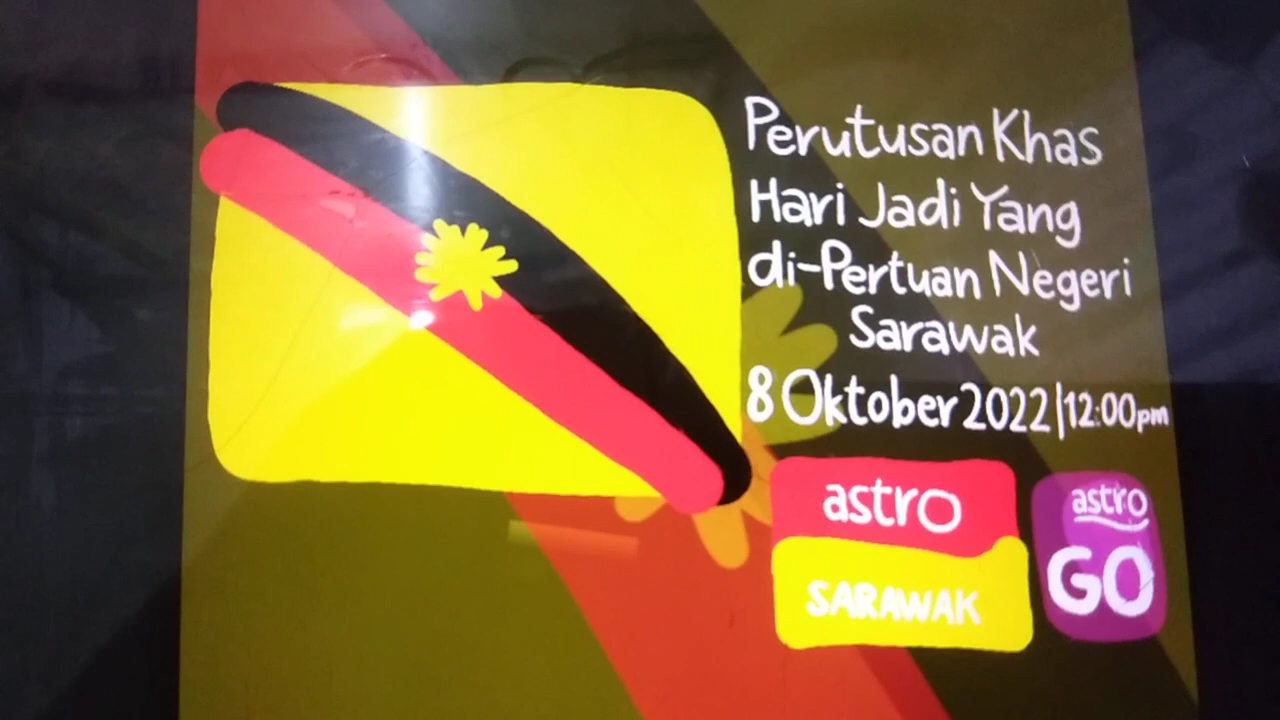 Perutusan Khas
Hari Jadi Yang
di-Pertuan Negeri
Sarawak
8 Oktober 2022|12:00pm
astro
SARAWAK
astro
GO